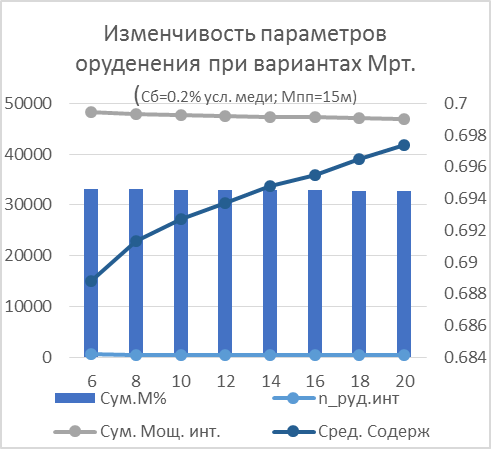 Изменчивость параметров
оруденения при вариантах Мрт.
(Сб=0.2% усл. меди; Мпп=15м)
50000 0.7
0.698
40000 0.696
0.694
30000 0.692
20000 0.69
0.688
10000 0.686
0 0.684
6 8 10 12 14 16 18 20
Сум.М% n_руд.инт
Сум. Мощ. инт. Сред. Содерж